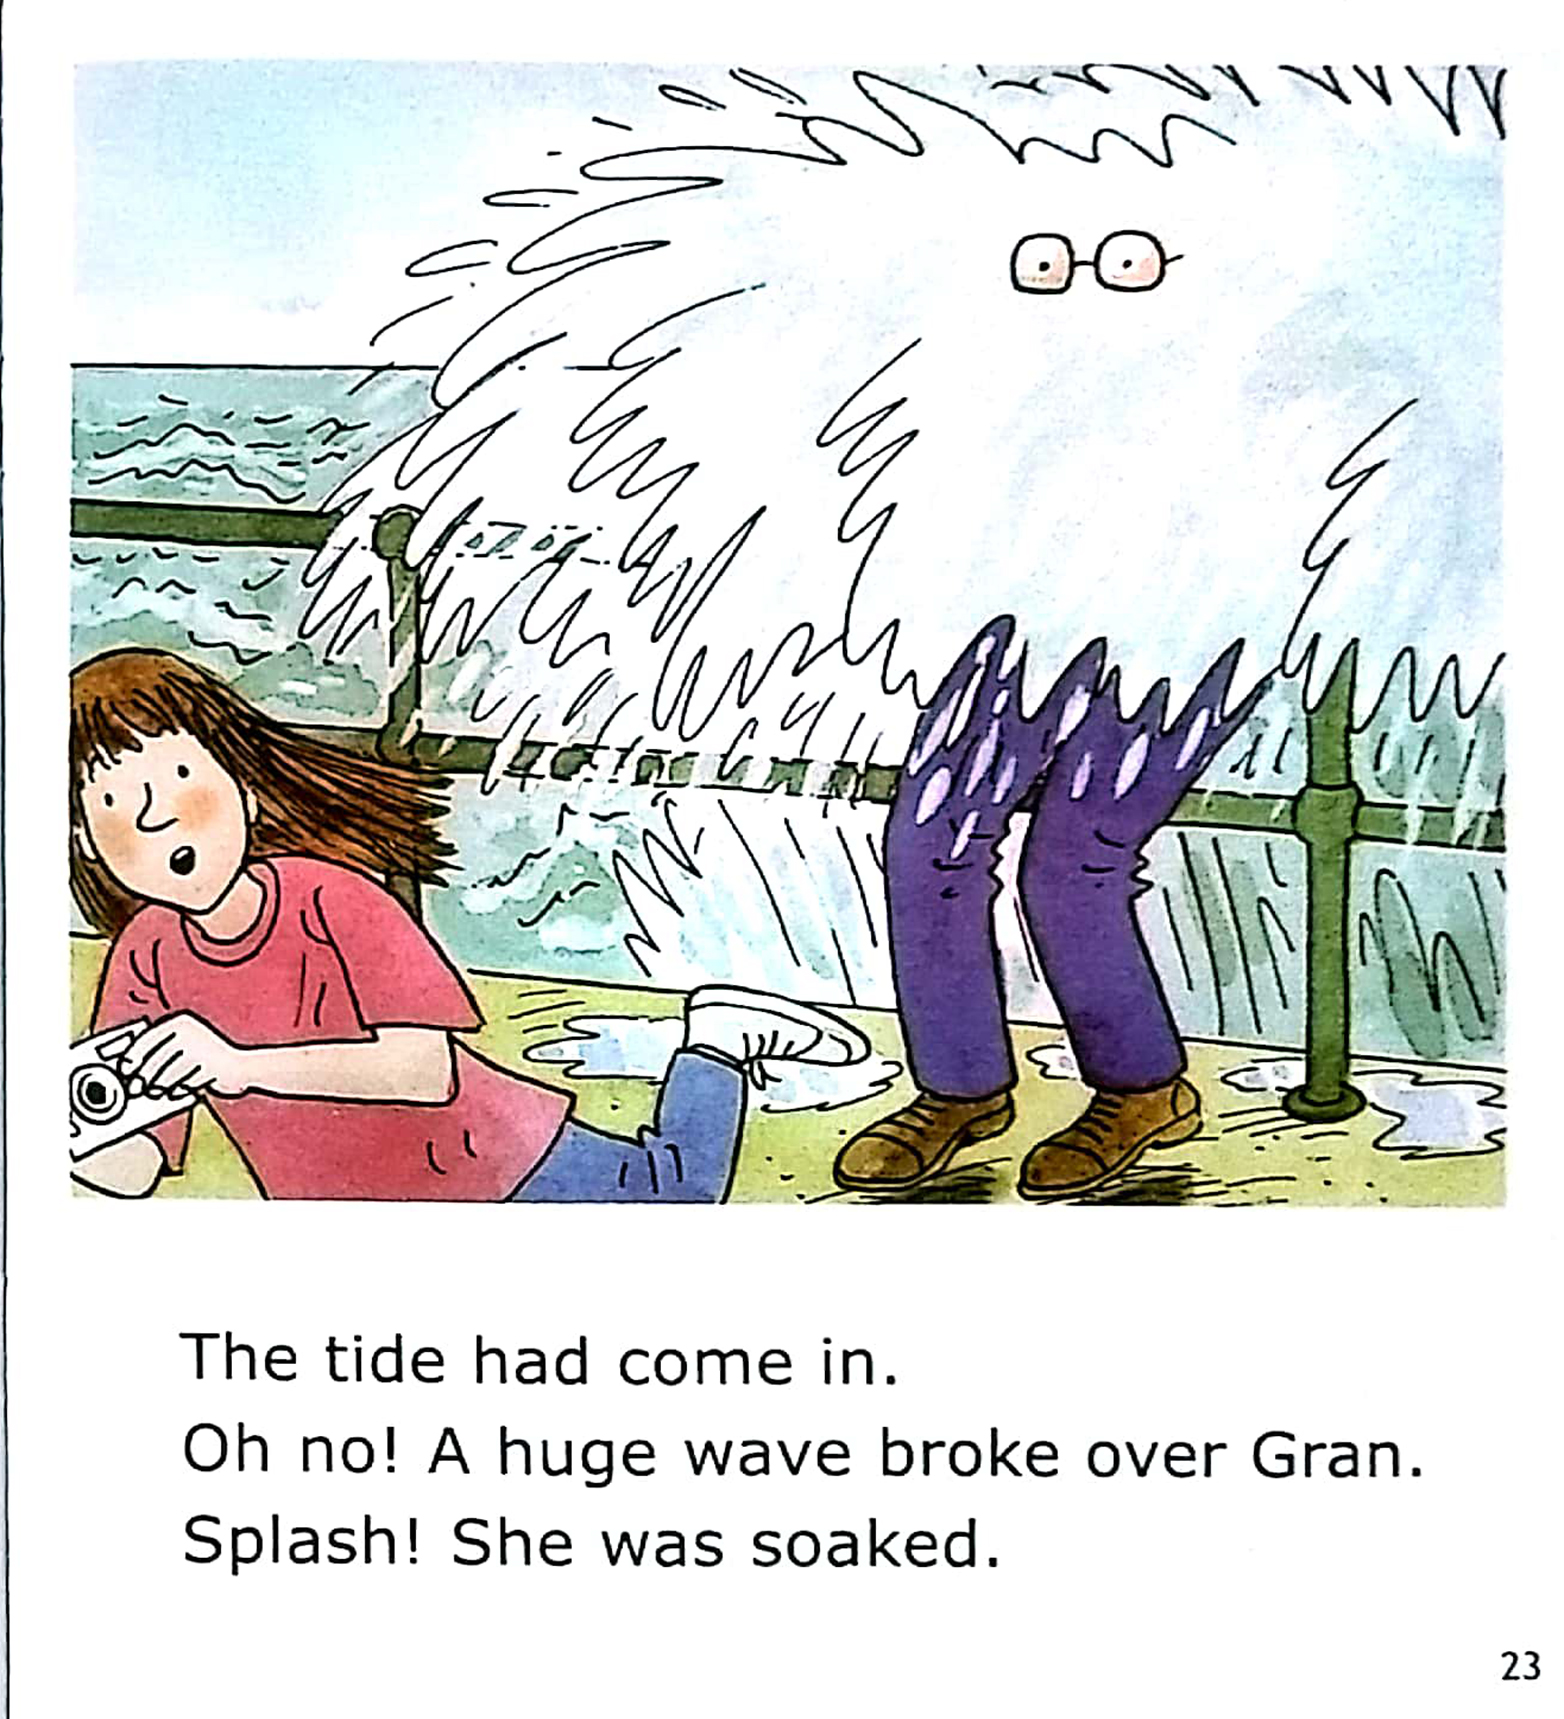 The tide had come in.
Oh no! A huge wave broke over Gran.
Splash! She was soaked.
23